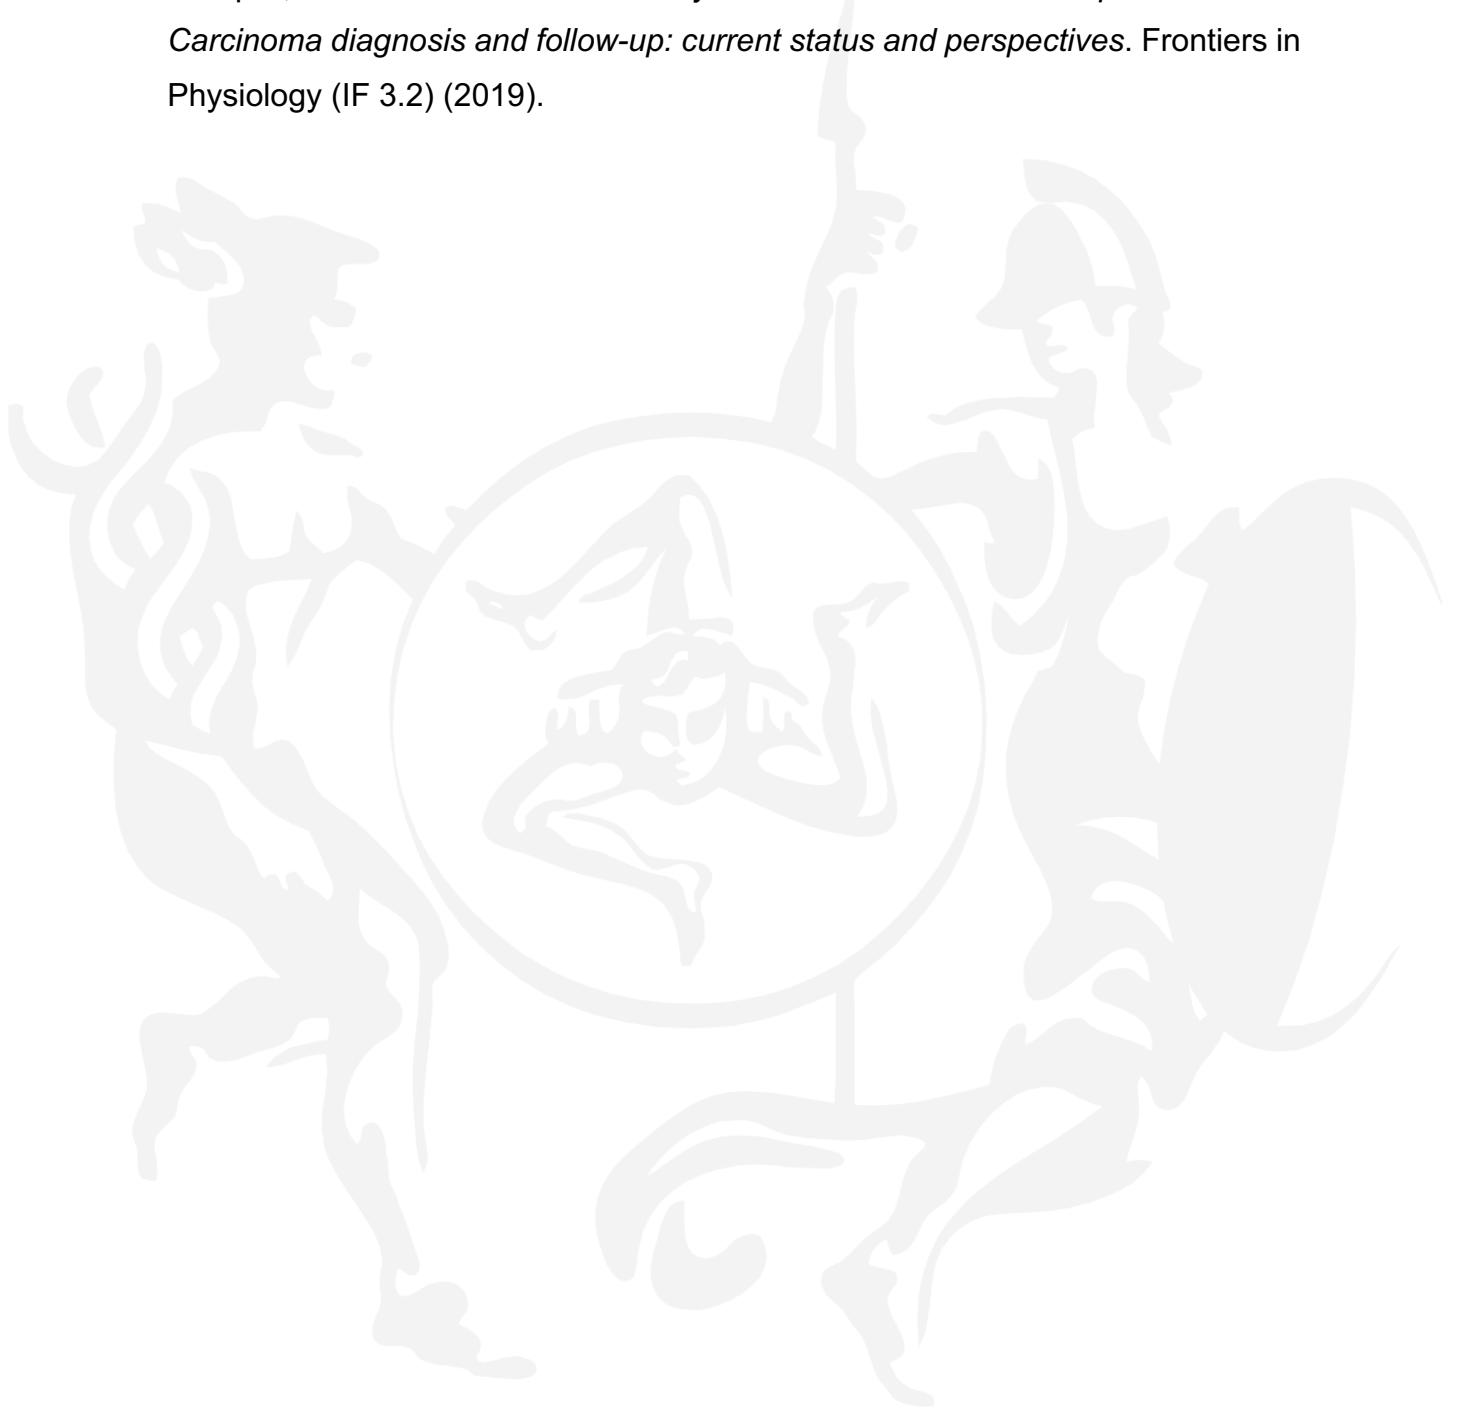 Carcinoma diagnosis and follow-up: current status and perspectives. Frontiers in
Physiology (IF 3.2) (2019).